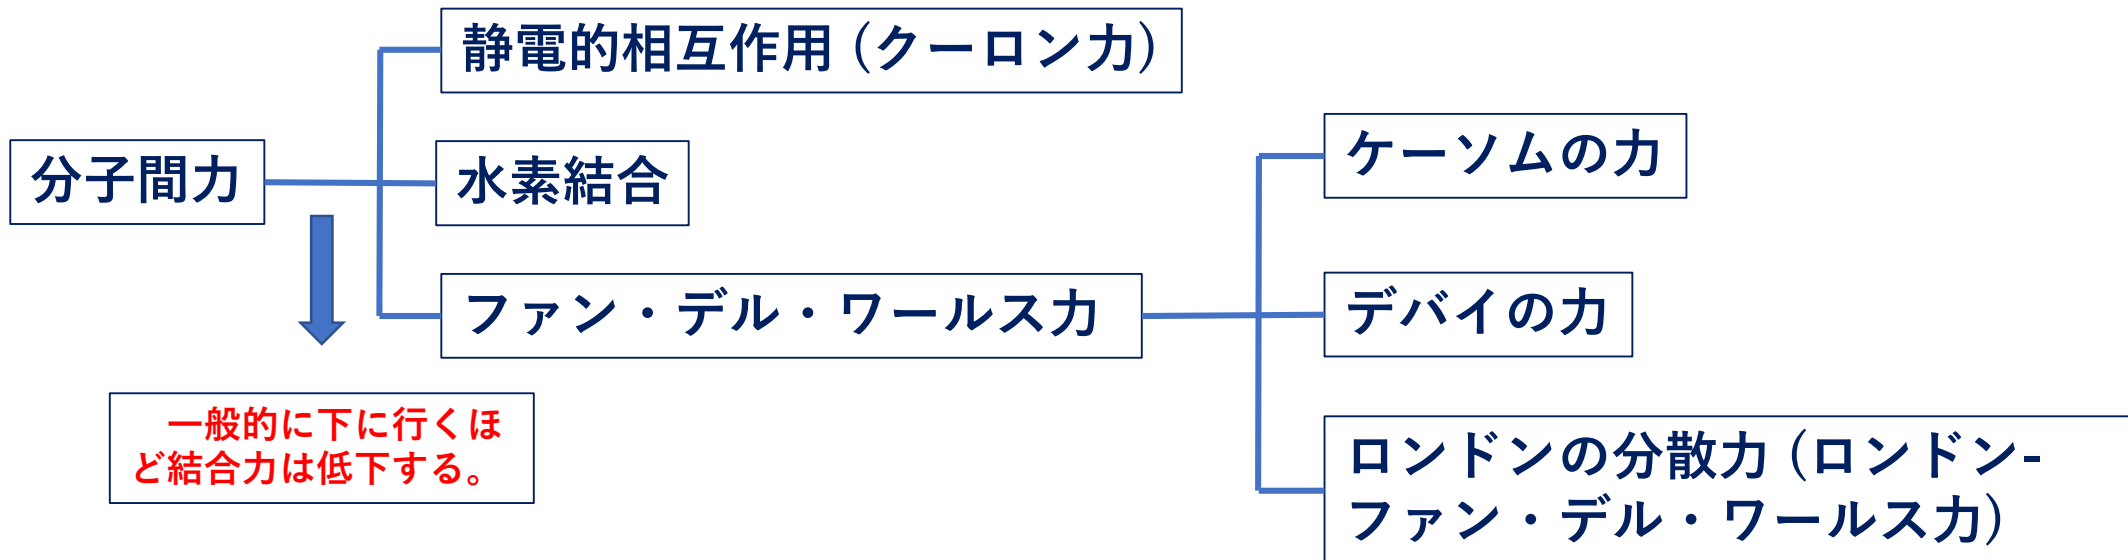 静電的相互作用（クーロン力）
分子間力
水素結合
ファン・デル・ワールス力
ケーソムの力
デバイの力
ロンドンの分散力（ロンドン-
ファン・デル・ワールス力）
一般的に下に行くほ
ど結合力は低下する。